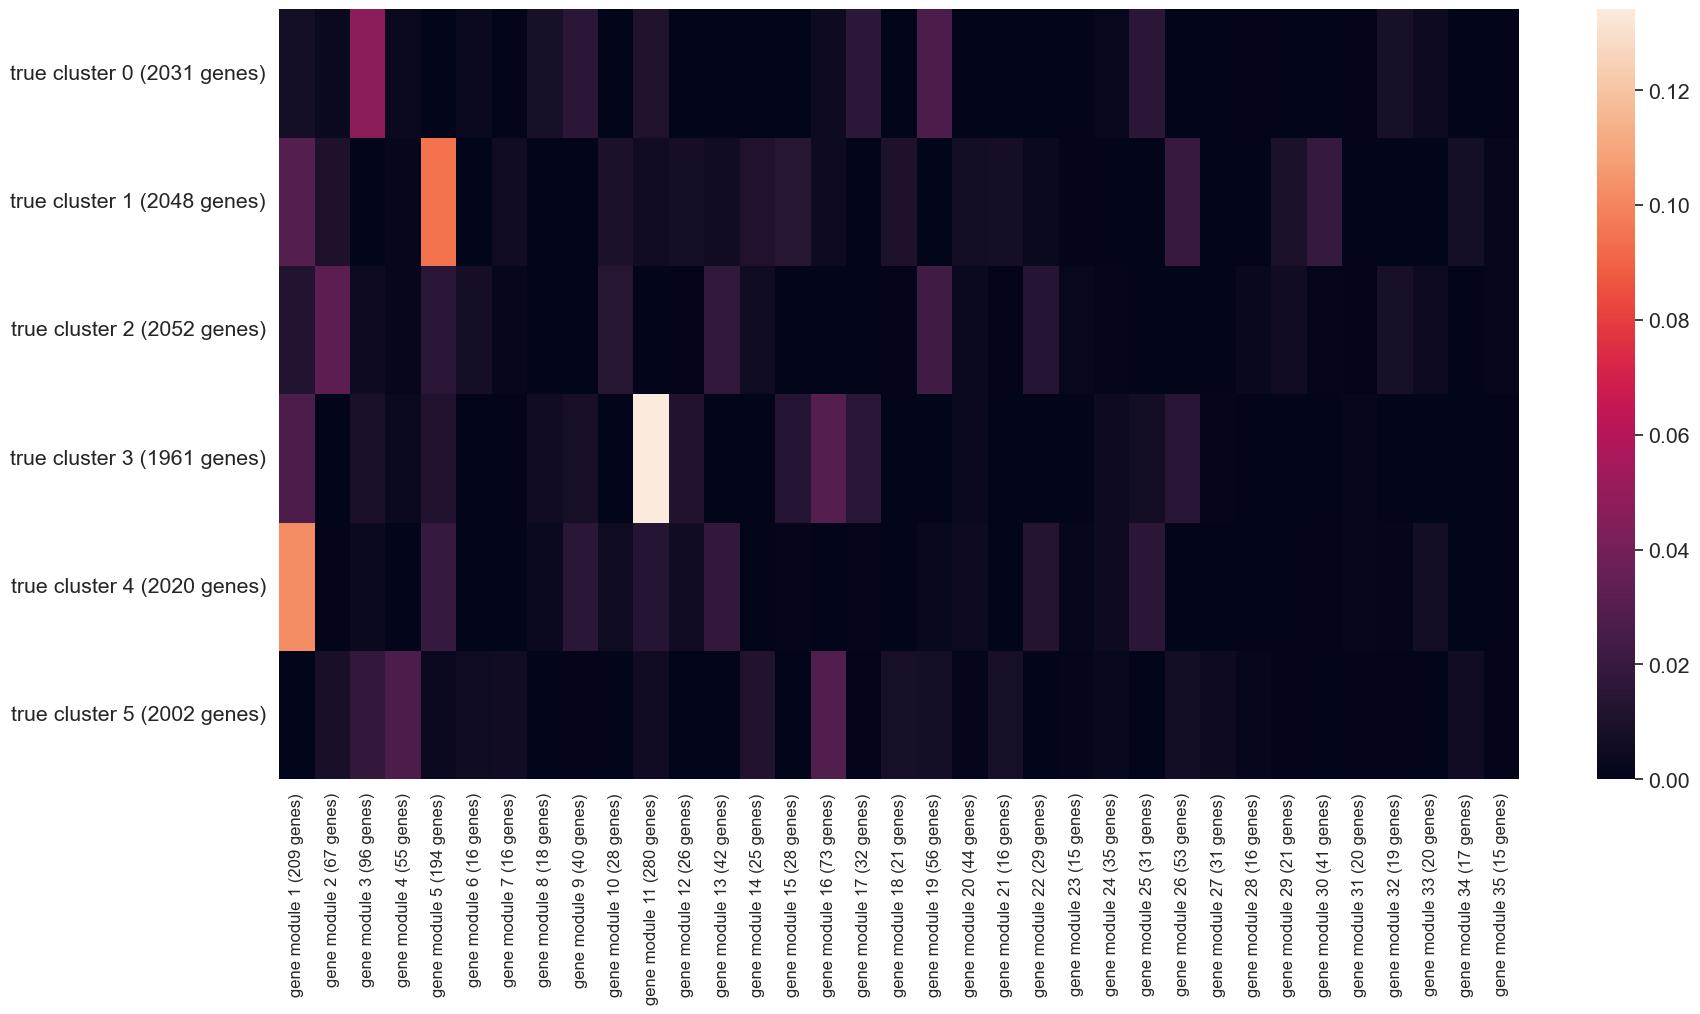 true cluster 0 (2031 genes)
true cluster 1 (2048 genes)
true cluster 2 (2052 genes)
true cluster 3 (1961 genes)
true cluster 4 (2020 genes)
true cluster 5 (2002 genes)
gene module 1 (209 genes)
gene module 2 (67 genes)
gene module 3 (96 genes)
gene module 4 (55 genes)
gene module 5 (194 genes)
gene module 6 (16 genes)
gene module 7 (16 genes)
gene module 8 (18 genes)
gene module 9 (40 genes)
gene module 10 (28 genes)
gene module 11 (280 genes)
gene module 12 (26 genes)
gene module 13 (42 genes)
gene module 14 (25 genes)
gene module 15 (28 genes)
gene module 16 (73 genes)
gene module 17 (32 genes)
gene module 18 (21 genes)
gene module 19 (56 genes)
gene module 20 (44 genes)
gene module 21 (16 genes)
gene module 22 (29 genes)
gene module 23 (15 genes)
gene module 24 (35 genes)
gene module 25 (31 genes)
gene module 26 (53 genes)
gene module 27 (31 genes)
gene module 28 (16 genes)
gene module 29 (21 genes)
gene module 30 (41 genes)
gene module 31 (20 genes)
gene module 32 (19 genes)
gene module 33 (20 genes)
gene module 34 (17 genes)
gene module 35 (15 genes)
0.12
0.10
0.08
0.06
0.04
0.02
0.00